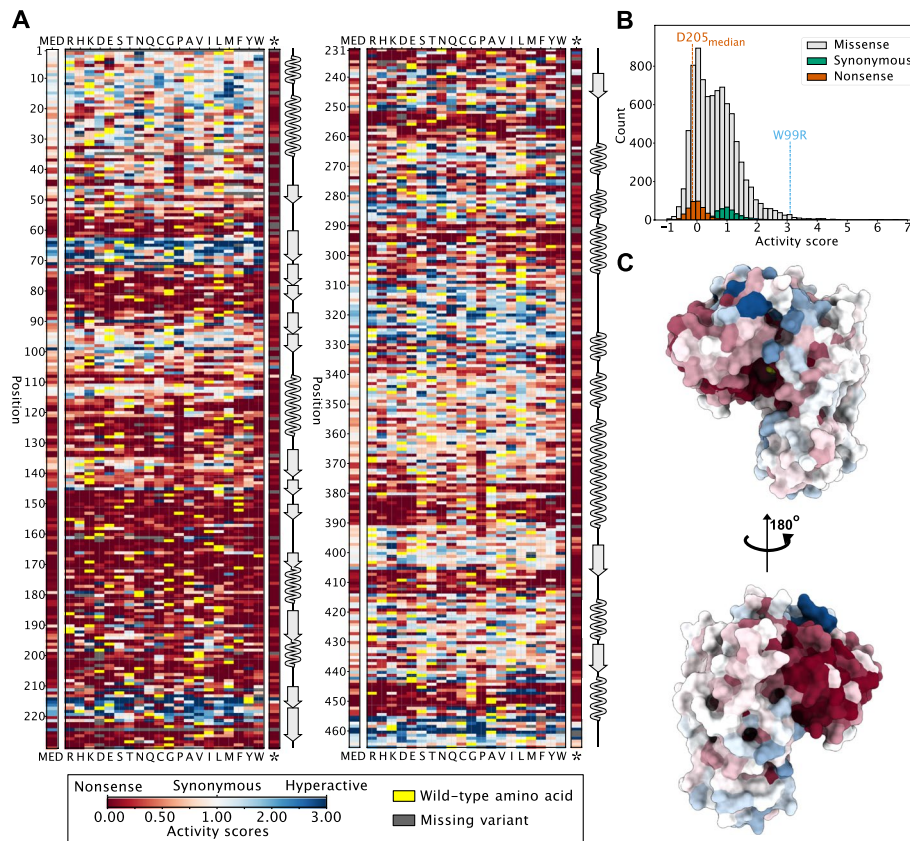 A
MED R H K D E S T N Q C G P A V I L M F Y W *
MED R H K D E S T N Q C G P A V I L M F Y W *
1
10
20
30
40
50
60
70
80
90
100
110
120
130
140
150
160
170
180
190
200
210
220
Position
231
240
250
260
270
280
290
300
310
320
330
340
350
360
370
380
390
400
410
420
430
440
450
460
Position
MED R H K D E S T N Q C G P A V I L M F Y W *
MED R H K D E S T N Q C G P A V I L M F Y W *
Nonsense Synonymous Hyperactive
0.00 0.50 1.00 2.00 3.00
Activity scores
Wild-type amino acid
Missing variant
B
D205median
W99R
Missense
Synonymous
Nonsense
800
600
400
200
0
Count
−1 0 1 2 3 4 5 6 7
Activity score
C
180°